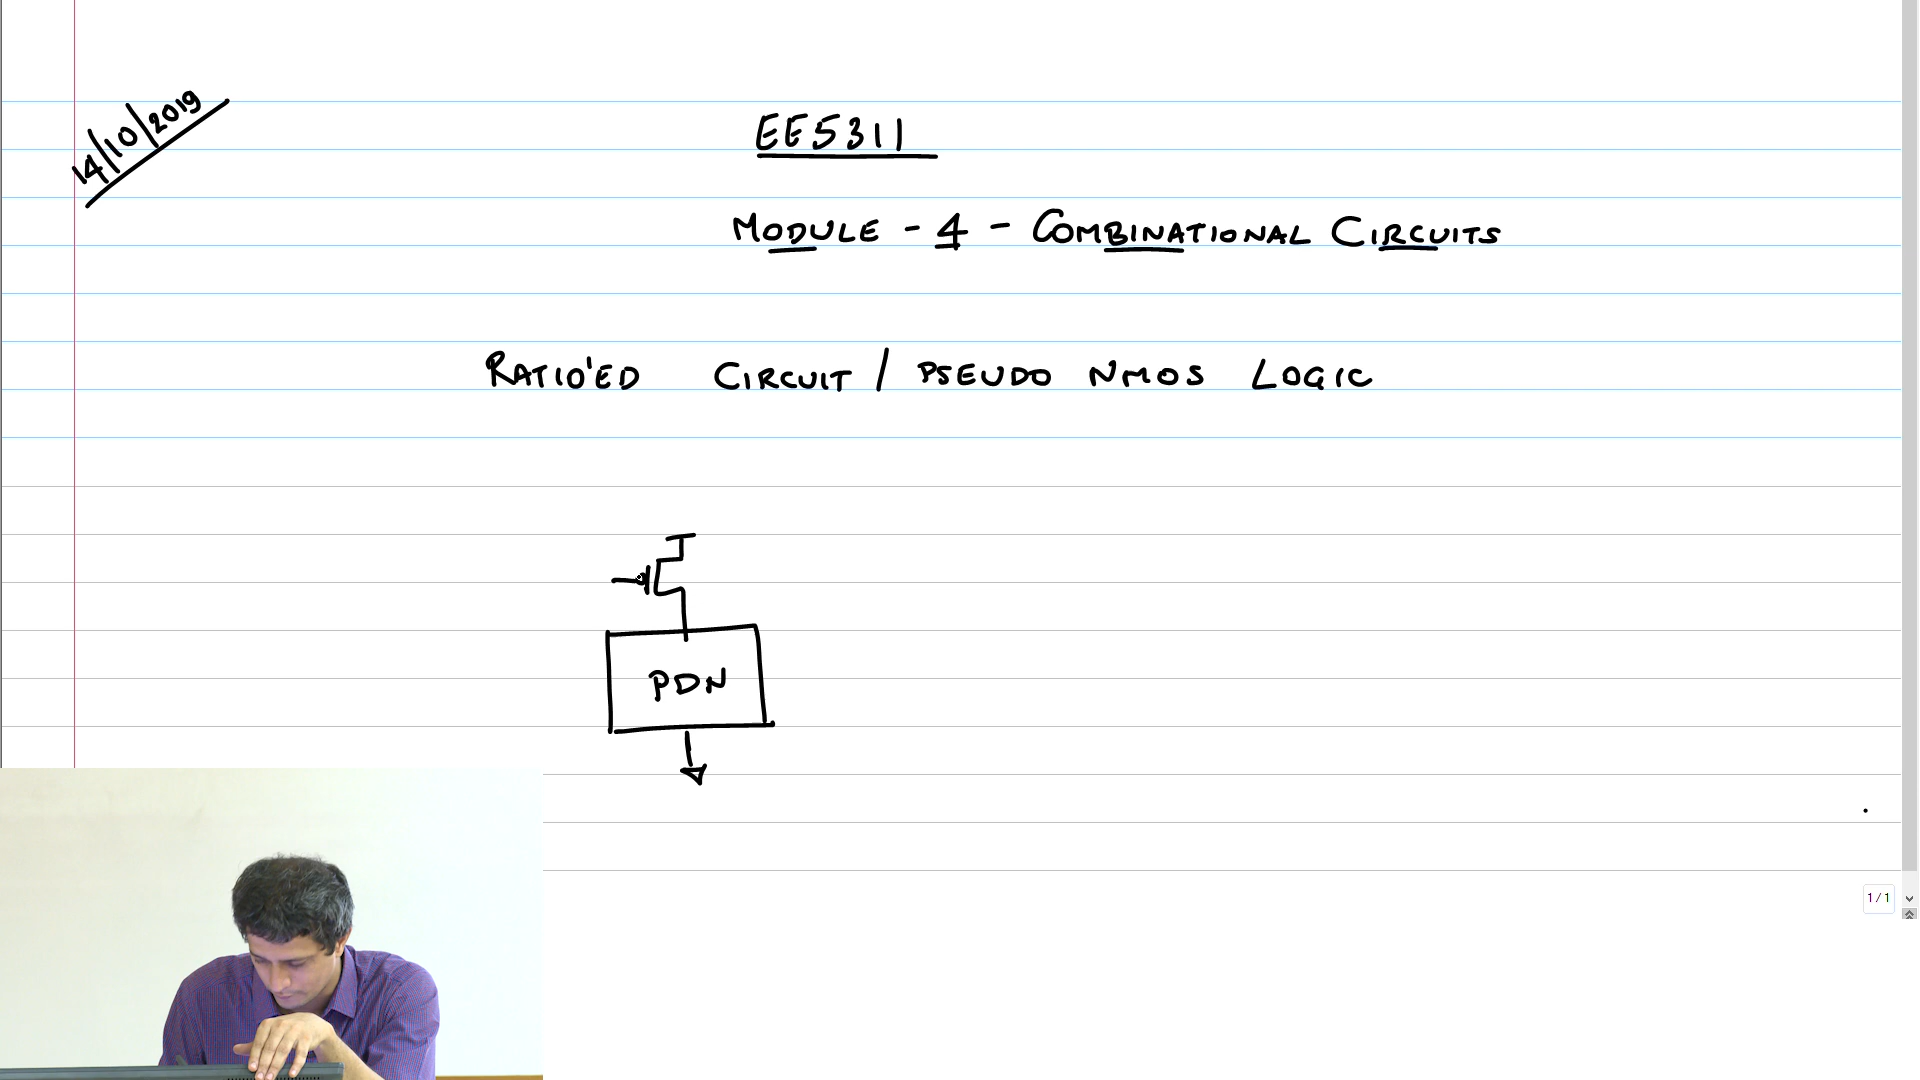 14/10/2019
EE5311
MODULE - 4 - COMBINATIONAL CIRCUITS
RATIO'ED CIRCUIT / PSEUDO NMOS LOGIC
PDN
1/1